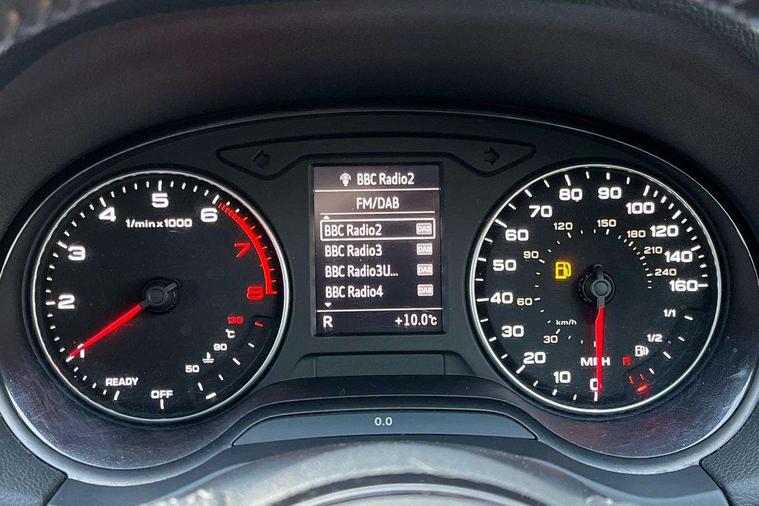 BBC Radio2
FM/DAB
BBC Radio2 DAB
BBC Radio3 DAB
BBC Radio3U... DAB
BBC Radio4 DAB
R +10.0°C
1/min x 1000
1
2
3
4
5
6
7
8
READY
OFF
50
90
130
°C
0
10
20
30
40
50
60
70
80
90
100
120
140
160
MPH
30
60
90
120
150
180
210
240
km/h
R
1/2
1/1
0.0